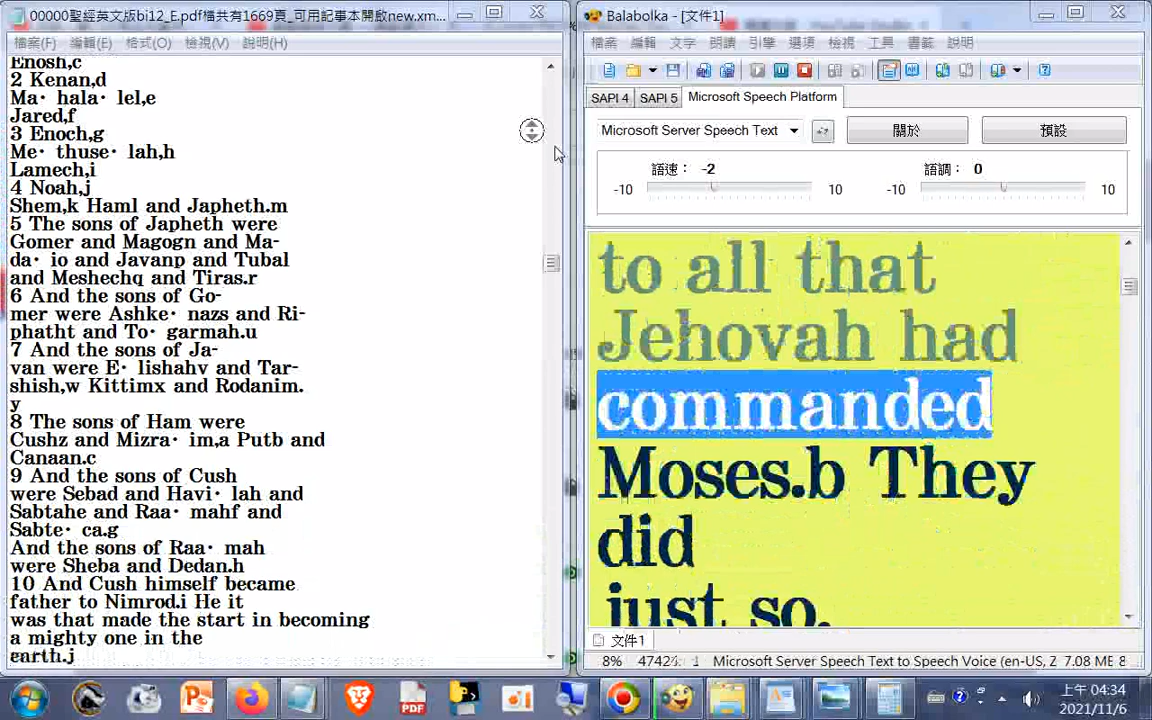 00000聖經英文版bi12_E.pdf檔共有1669頁_可用記事本開啟new.xm...
檔案(F) 編輯(E) 格式(O) 檢視(V) 說明(H)
Enosh,c
2 Kenan,d
Ma· hala· lel,e
Jared,f
3 Enoch,g
Me· thuse· lah,h
Lamech,i
4 Noah,j
Shem,k Haml and Japheth.m
5 The sons of Japheth were
Gomer and Magogn and Ma-
da· io and Javanp and Tubal
and Meshechq and Tiras.r
6 And the sons of Go-
mer were Ashke· nazs and Ri-
phatht and To· garmah.u
7 And the sons of Ja-
van were E· lishahv and Tar-
shish,w Kittimx and Rodanim.
y
8 The sons of Ham were
Cushz and Mizra· im,a Putb and
Canaan.c
9 And the sons of Cush
were Sebad and Havi· lah and
Sabtahe and Raa· mahf and
Sabte· ca.g
And the sons of Raa· mah
were Sheba and Dedan.h
10 And Cush himself became
father to Nimrod.i He it
was that made the start in becoming
a mighty one in the
earth.j
Balabolka - [文件1]
檔案 編輯 文字 朗讀 引擎 選項 檢視 工具 書籤 說明
SAPI 4 SAPI 5 Microsoft Speech Platform
Microsoft Server Speech Text 關於 預設
語速: -2 語調: 0
-10 10 -10 10
to all that
Jehovah had
commanded
Moses.b They
did
just so.
文件1
8% 47421: 1 Microsoft Server Speech Text to Speech Voice (en-US, Z 7.08 MB 8
PDF
上午 04:34
2021/11/6